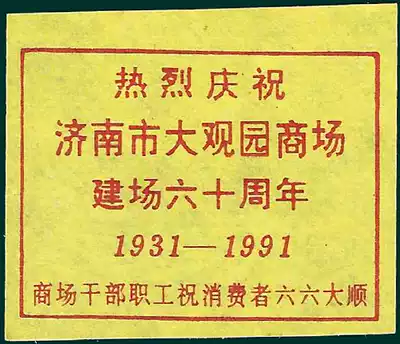 热烈庆祝
济南市大观园商场
建场六十周年
1931—1991
商场干部职工祝消费者六六大顺